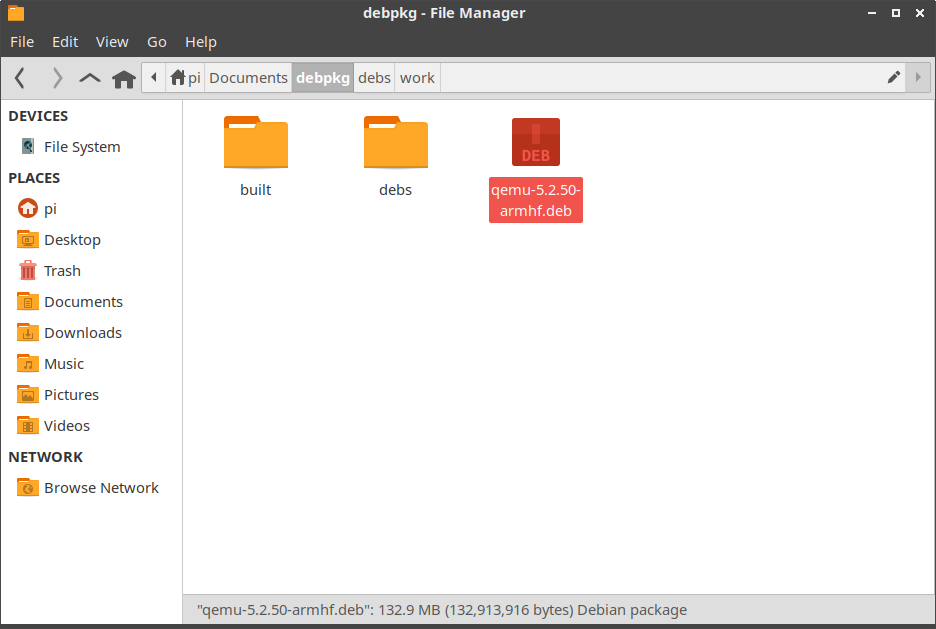 debpkg - File Manager
File Edit View Go Help
pi Documents debpkg debs work
DEVICES
File System
PLACES
pi
Desktop
Trash
Documents
Downloads
Music
Pictures
Videos
NETWORK
Browse Network
built
debs
DEB
qemu-5.2.50-
armhf.deb
"qemu-5.2.50-armhf.deb": 132.9 MB (132,913,916 bytes) Debian package